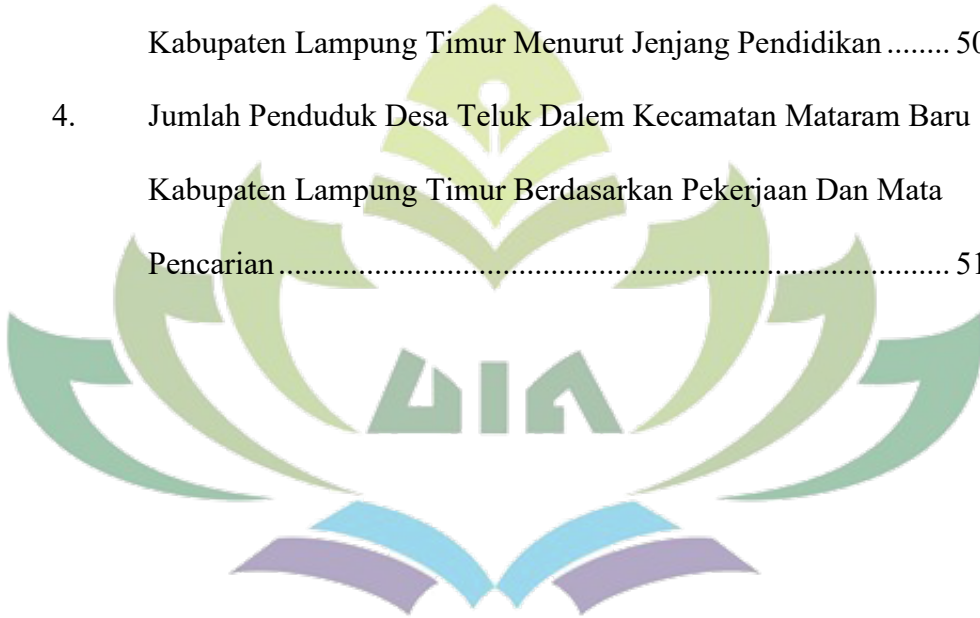 Kabupaten Lampung Timur Menurut Jenjang Pendidikan ........ 50
4. Jumlah Penduduk Desa Teluk Dalem Kecamatan Mataram Baru
Kabupaten Lampung Timur Berdasarkan Pekerjaan Dan Mata
Pencarian ................................................................................... 51
UIN